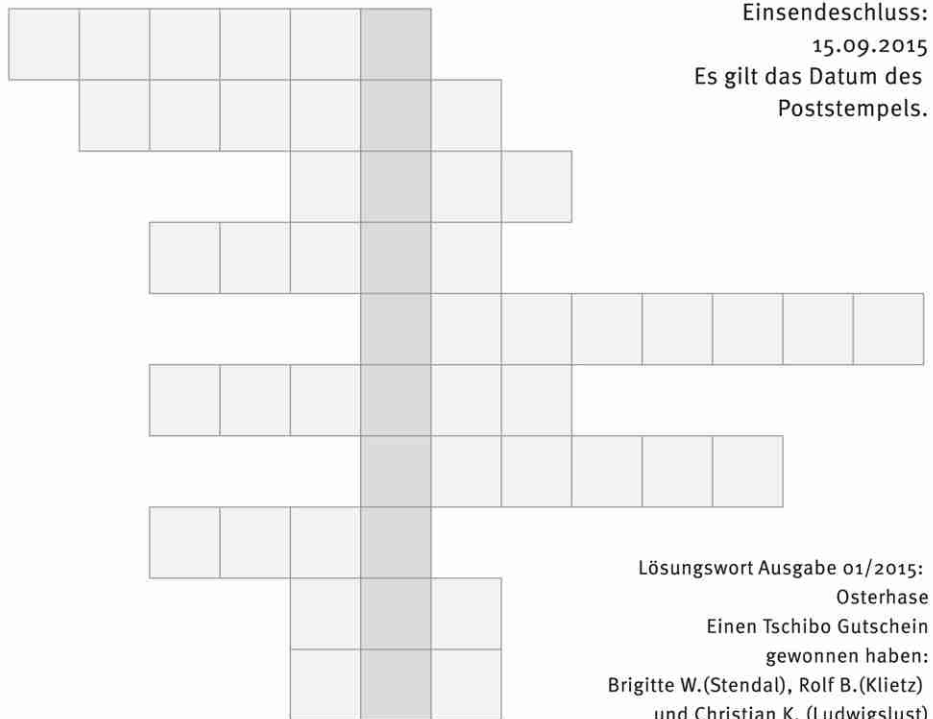 Einsendeschluss:
15.09.2015
Es gilt das Datum des
Poststempels.
Lösungswort Ausgabe 01/2015:
Osterhase
Einen Tschibo Gutschein
gewonnen haben:
Brigitte W.(Stendal), Rolf B.(Klietz)
und Christian K. (Ludwigslust)